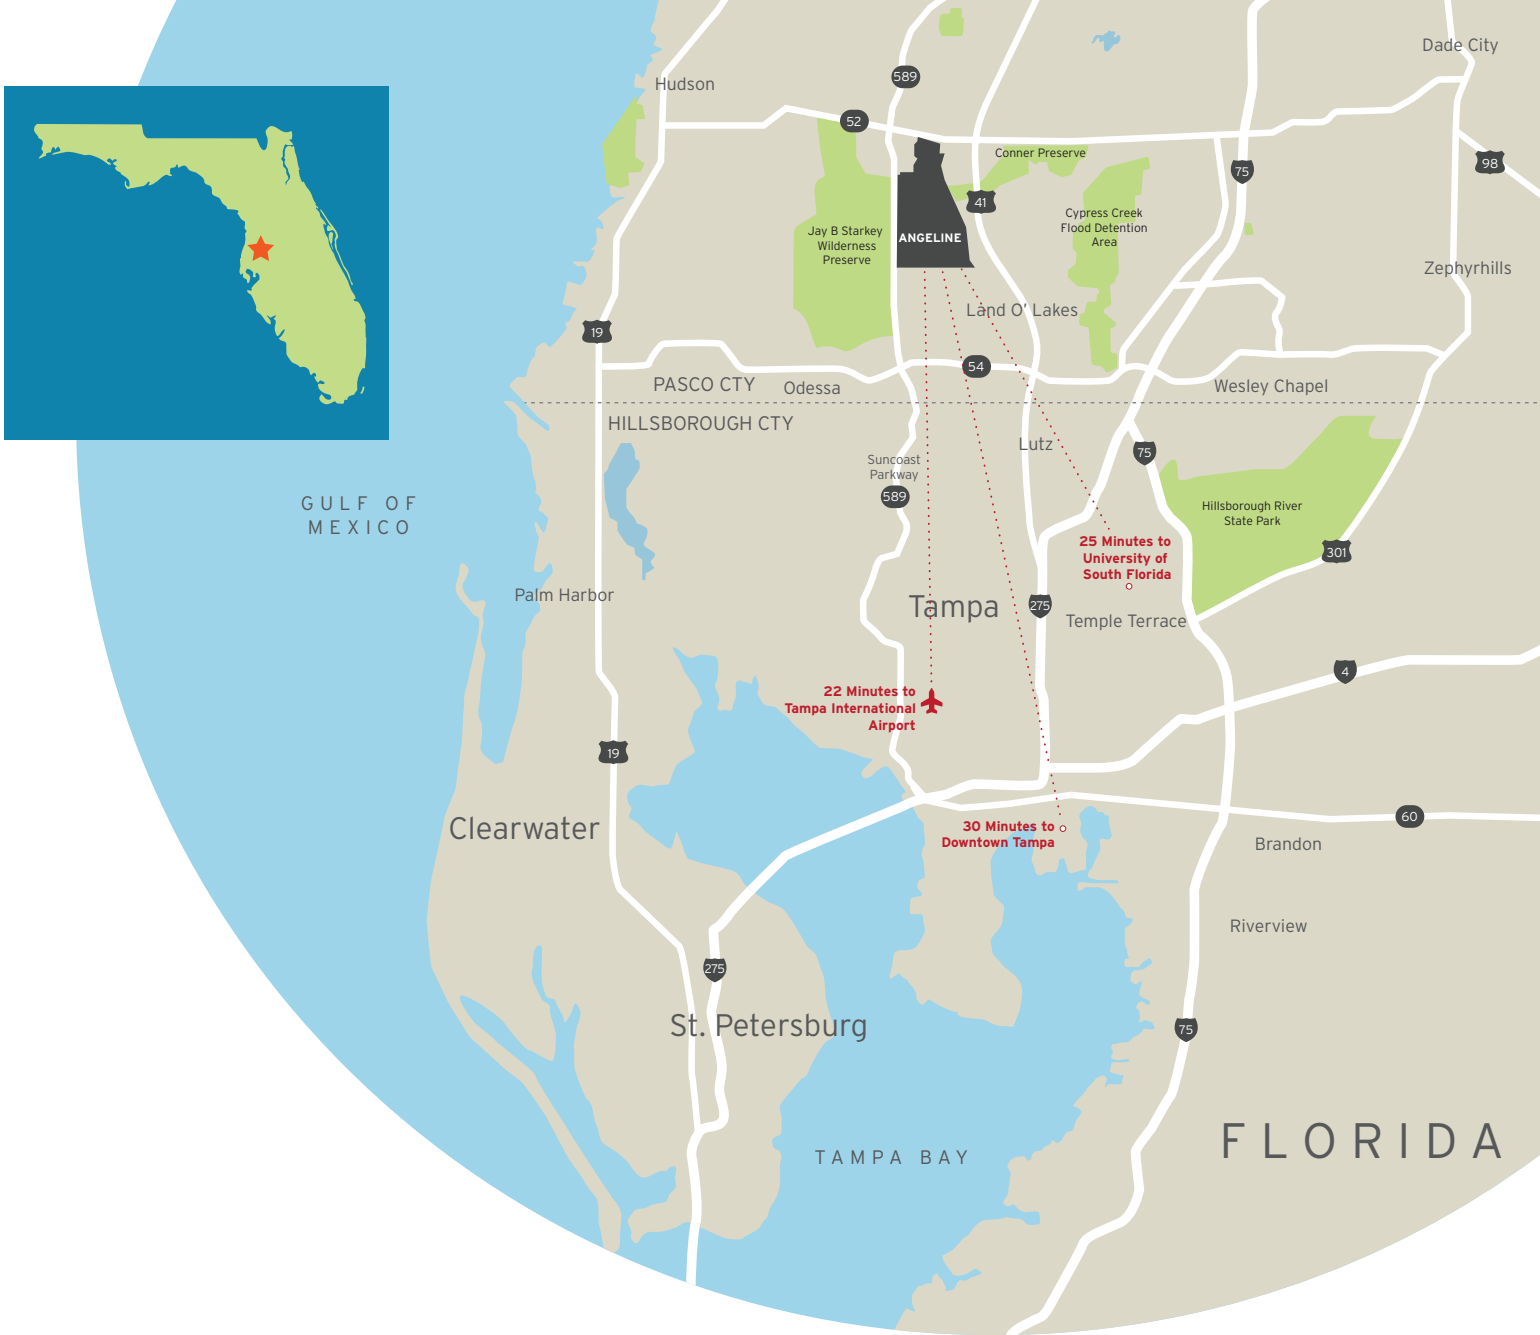 Dade City
Hudson
589
52
Conner Preserve
98
75
41
Cypress Creek
Flood Detention
Area
Jay B Starkey
Wilderness
Preserve
ANGELINE
Zephyrhills
Land O' Lakes
19
54
PASCO CTY
Odessa
Wesley Chapel
HILLSBOROUGH CTY
Lutz
75
Suncoast
Parkway
589
GULF OF
MEXICO
Hillsborough River
State Park
25 Minutes to
University of
South Florida
301
Palm Harbor
Tampa
275
Temple Terrace
4
22 Minutes to
Tampa International
Airport
19
Clearwater
30 Minutes to
Downtown Tampa
60
Brandon
Riverview
275
St. Petersburg
75
FLORIDA
TAMPA BAY